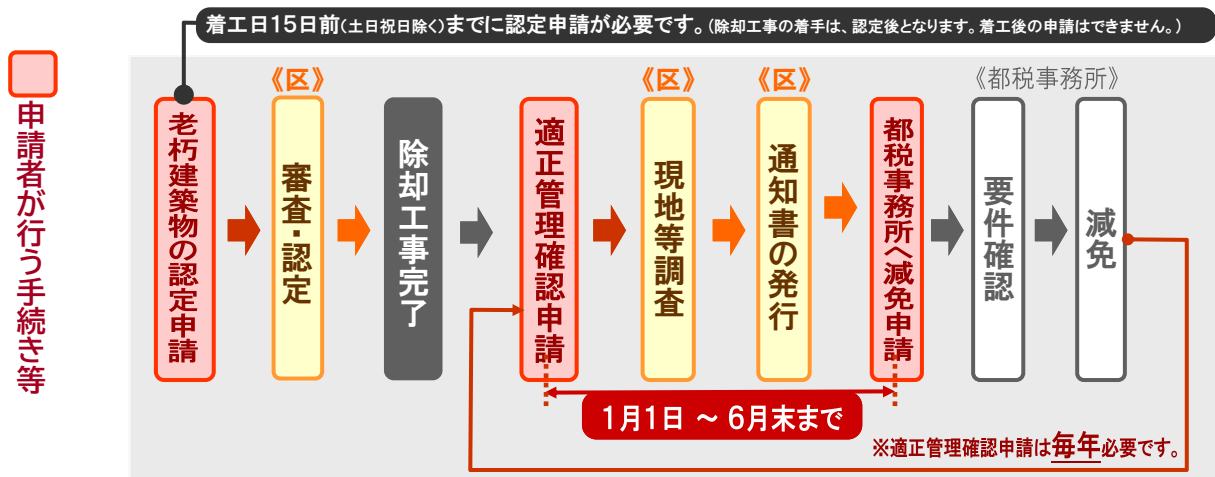 着工日15日前(土日祝日除く)までに認定申請が必要です。(除却工事の着手は、認定後となります。着工後の申請はできません。)
申請者が行う手続き等
老朽建築物の認定申請
《区》
審査・認定
除却工事完了
適正管理確認申請
《区》
現地等調査
《区》
通知書の発行
都税事務所へ減免申請
《都税事務所》
要件確認
減免
1月1日 ~ 6月末まで
※適正管理確認申請は毎年必要です。